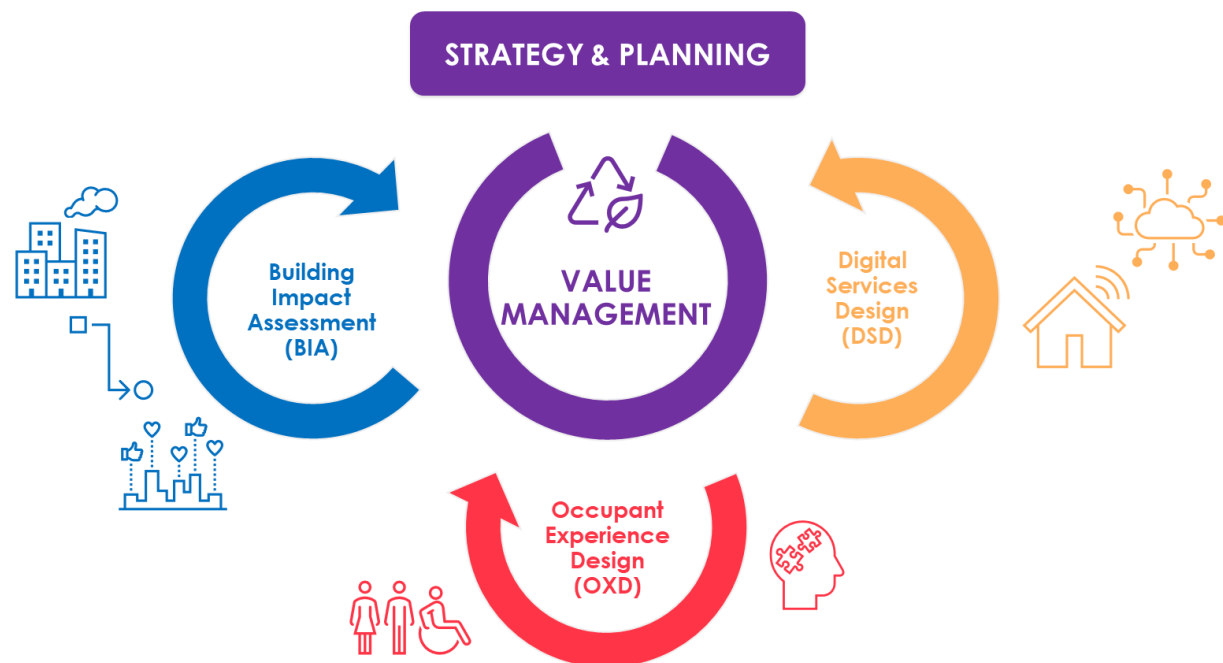 STRATEGY & PLANNING
Building
Impact
Assessment
(BIA)
VALUE
MANAGEMENT
Digital
Services
Design
(DSD)
Occupant
Experience
Design
(OXD)